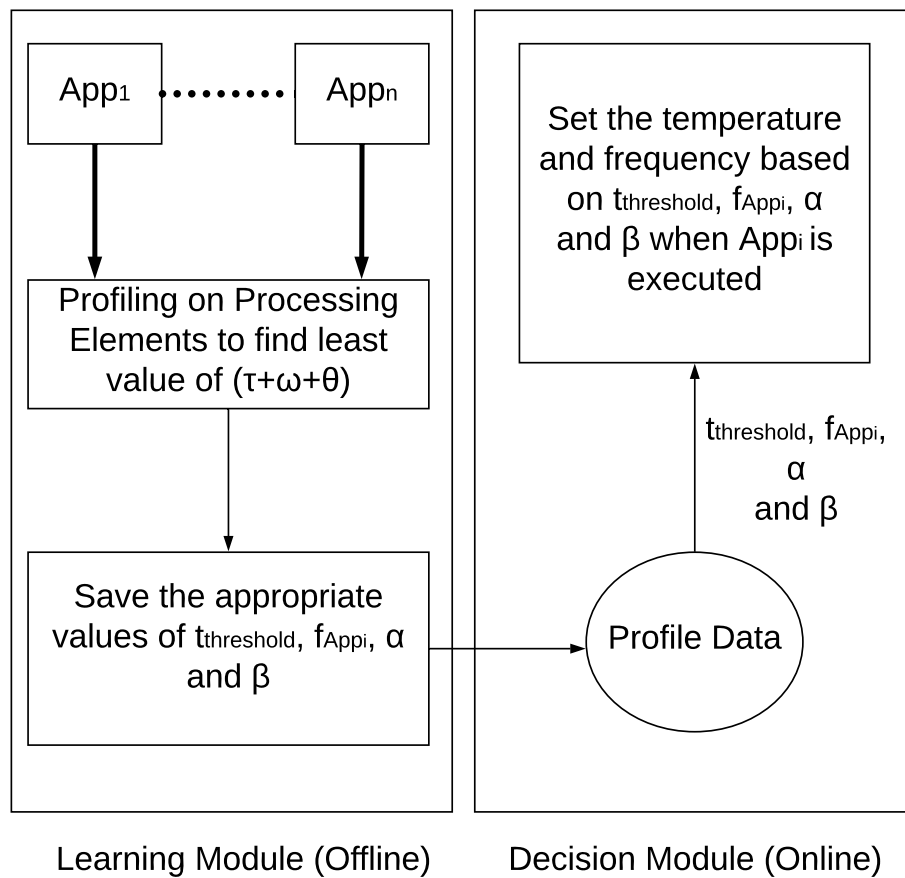 App1
Appn
Profiling on Processing
Elements to find least
value of (τ+ω+θ)
Save the appropriate
values of tthreshold, fAppi, α
and β
Learning Module (Offline)
Set the temperature
and frequency based
on tthreshold, fAppi, α
and β when Appi is
executed
tthreshold, fAppi,
α
and β
Profile Data
Decision Module (Online)